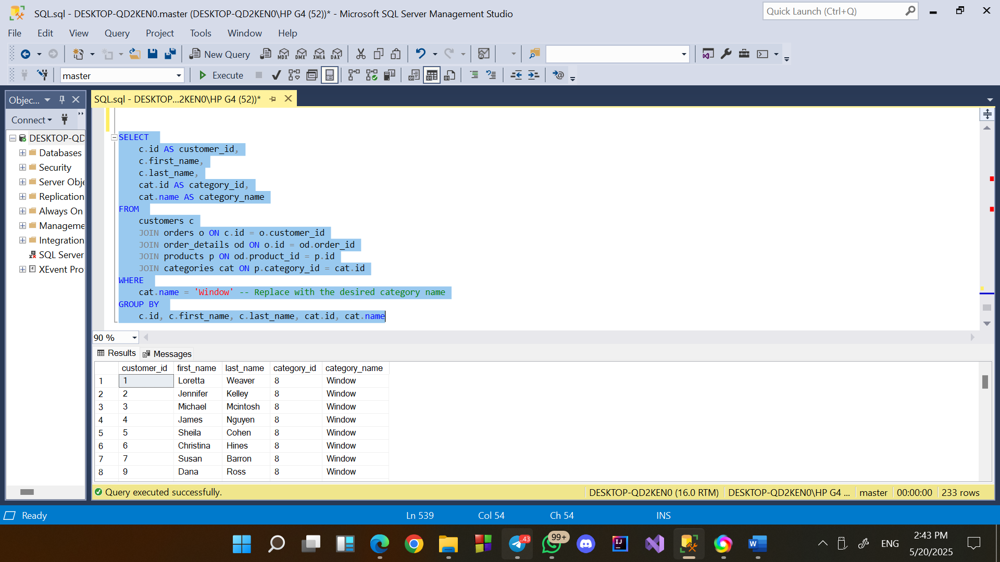 SQL.sql - DESKTOP-QD2KEN0.master (DESKTOP-QD2KEN0\HP G4 (52))* - Microsoft SQL Server Management Studio
Quick Launch (Ctrl+Q)
File Edit View Query Project Tools Window Help
New Query MDX DMX XMLA DAX
master Execute
Objec...
SQL.sql - DESKTOP...2KEN0\HP G4 (52))*
Connect
DESKTOP-QD
Databases
Security
Server Obje
Replication
Always On
Manageme
Integration
SQL Server
XEvent Pro
SELECT
c.id AS customer_id,
c.first_name,
c.last_name,
cat.id AS category_id,
cat.name AS category_name
FROM
customers c
JOIN orders o ON c.id = o.customer_id
JOIN order_details od ON o.id = od.order_id
JOIN products p ON od.product_id = p.id
JOIN categories cat ON p.category_id = cat.id
WHERE
cat.name = 'Window' -- Replace with the desired category name
GROUP BY
c.id, c.first_name, c.last_name, cat.id, cat.name
90 %
Results Messages
customer_id first_name last_name category_id category_name
1 1 Loretta Weaver 8 Window
2 2 Jennifer Kelley 8 Window
3 3 Michael Mcintosh 8 Window
4 4 James Nguyen 8 Window
5 5 Sheila Cohen 8 Window
6 6 Christina Hines 8 Window
7 7 Susan Barron 8 Window
8 9 Dana Ross 8 Window
Query executed successfully. DESKTOP-QD2KEN0 (16.0 RTM) DESKTOP-QD2KEN0\HP G4 ... master 00:00:00 233 rows
Ready Ln 539 Col 54 Ch 54 INS
..43 99+ IJ W ENG 2:43 PM
5/20/2025